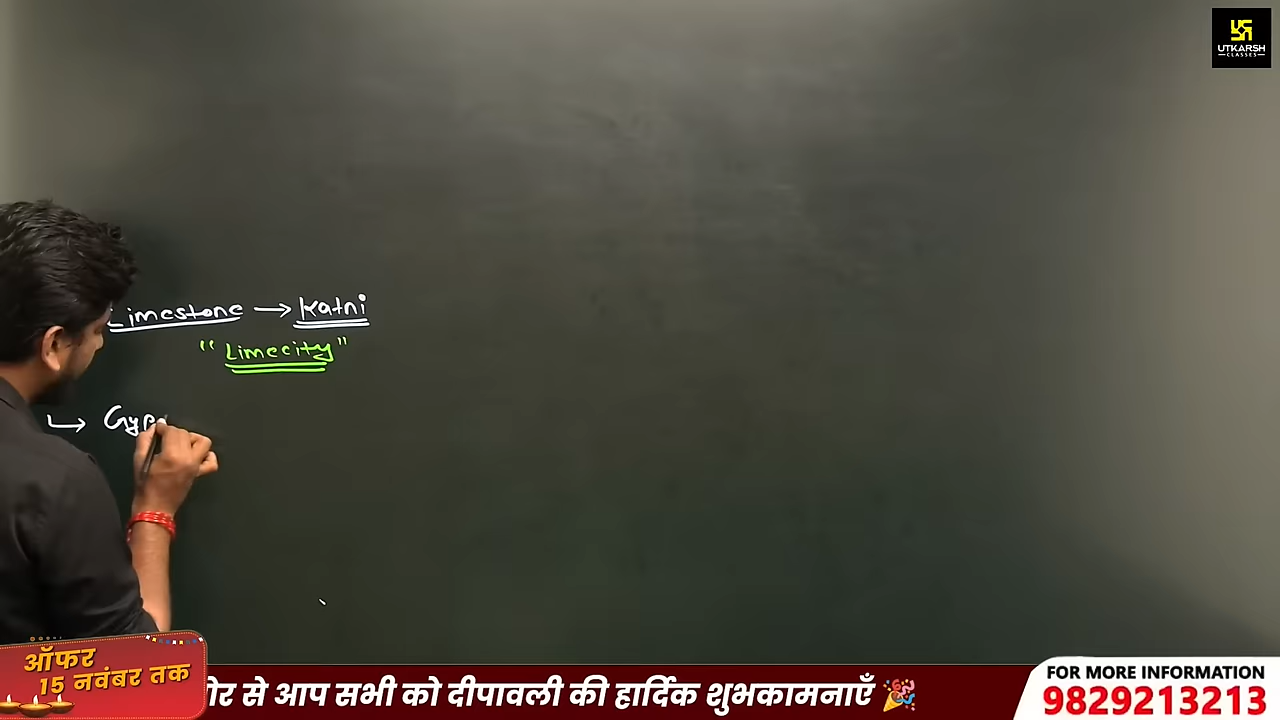 UTKARSH
CLASSES
Limestone → Katni
"Limecity"
↳ Gyp
ऑफर
15 नवंबर तक
ोर से आप सभी को दीपावली की हार्दिक शुभकामनाएँ 🎉
FOR MORE INFORMATION
9829213213